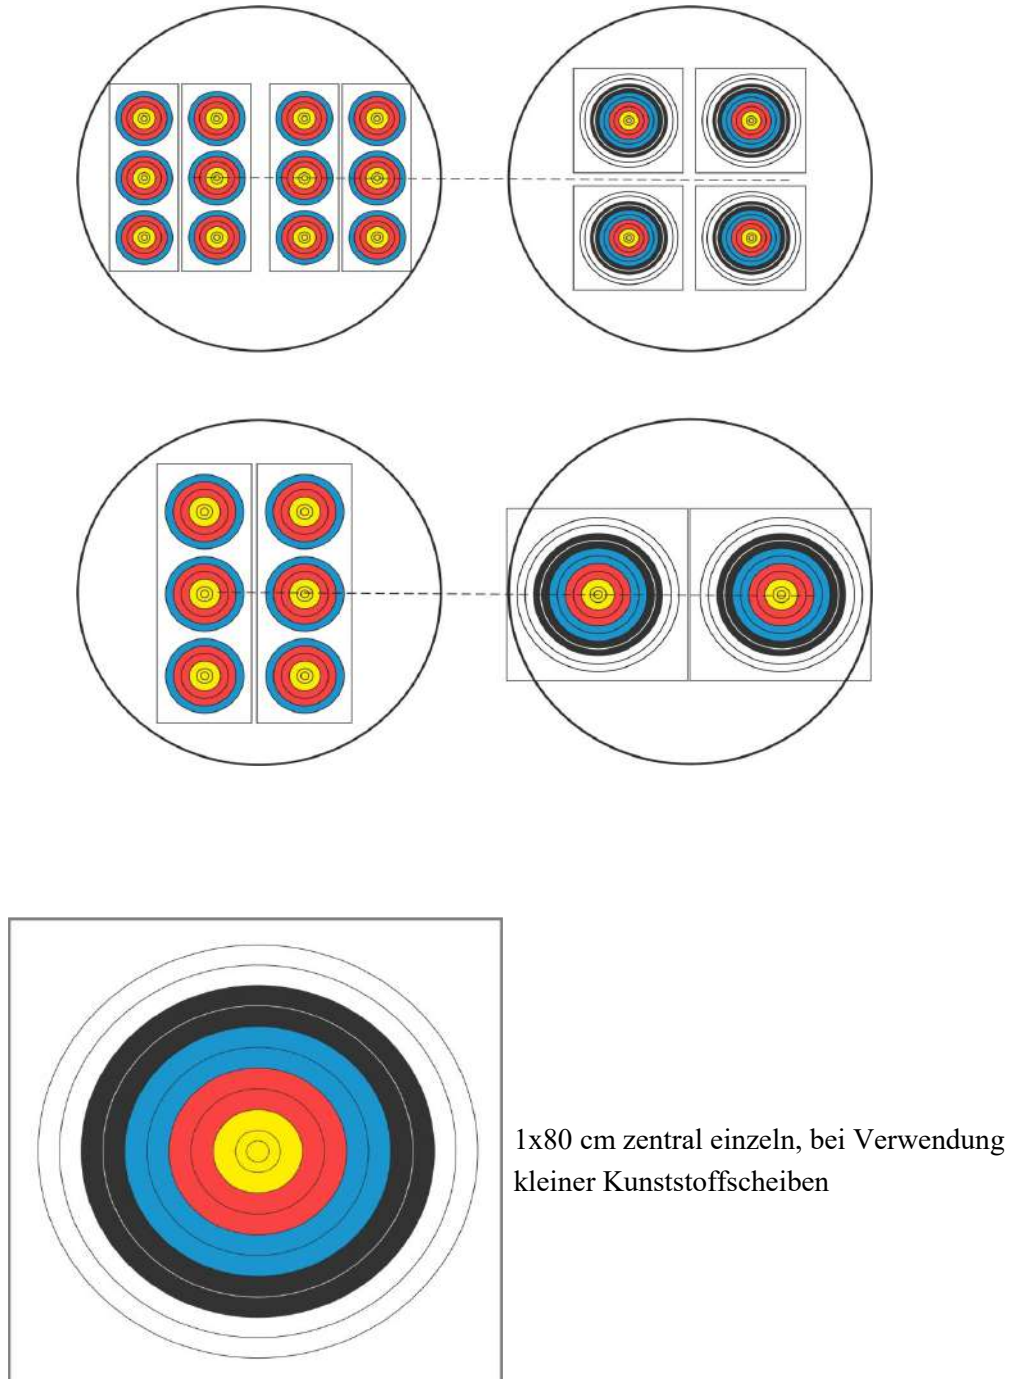 1x80 cm zentral einzeln, bei Verwendung
kleiner Kunststoffscheiben